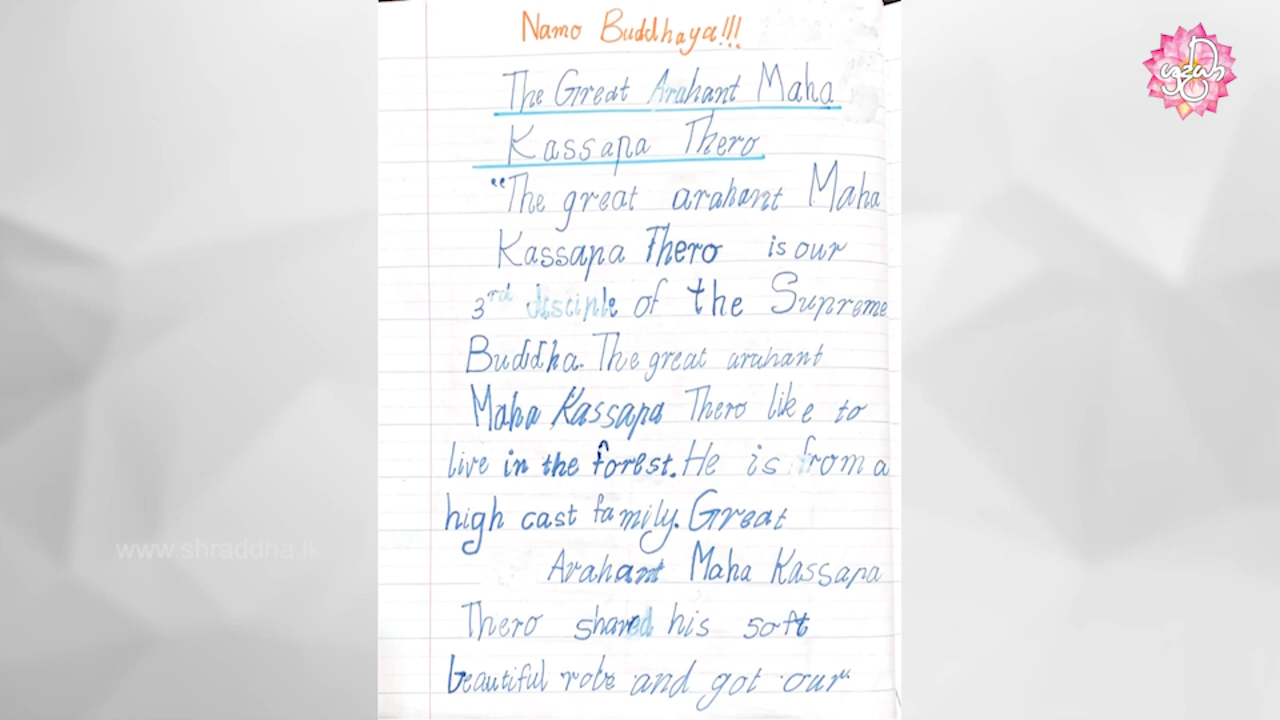 Namo Buddhaya!!!
The Great Arahant Maha
Kassapa Thero
“The great arahant Maha
Kassapa Thero is our
3rd disciple of the Supreme
Buddha. The great arahant
Maha Kassapa Thero like to
live in the forest. He is from a
high cast family. Great
Arahant Maha Kassapa
Thero shared his soft
beautiful robe and got our
www.shraddha.lk